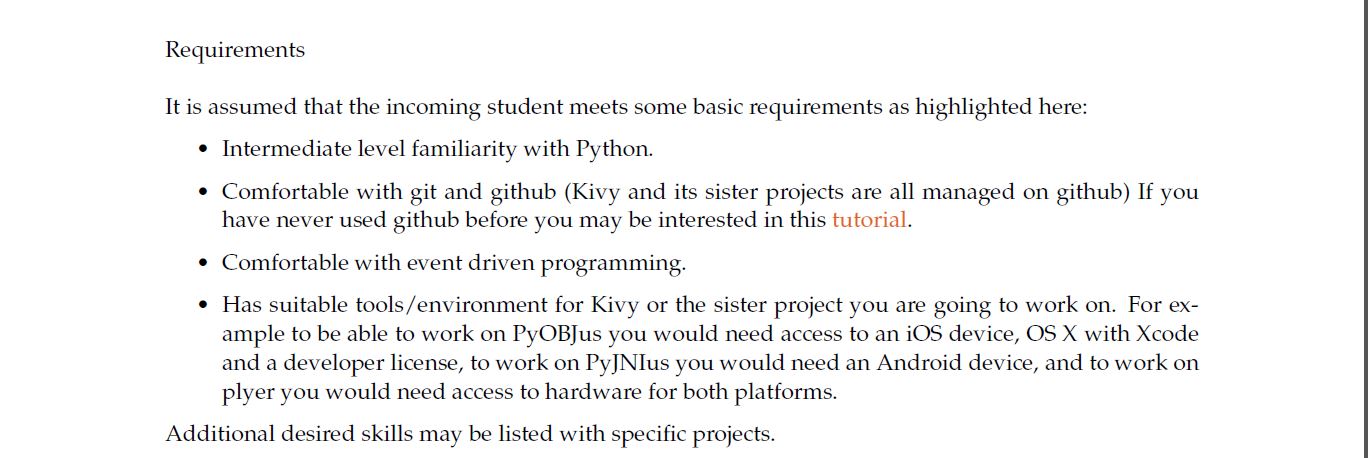 Requirements
It is assumed that the incoming student meets some basic requirements as highlighted here:
• Intermediate level familiarity with Python.
• Comfortable with git and github (Kivy and its sister projects are all managed on github) If you
have never used github before you may be interested in this tutorial.
• Comfortable with event driven programming.
• Has suitable tools/environment for Kivy or the sister project you are going to work on. For ex-
ample to be able to work on PyOBJus you would need access to an iOS device, OS X with Xcode
and a developer license, to work on PyJNIus you would need an Android device, and to work on
plyer you would need access to hardware for both platforms.
Additional desired skills may be listed with specific projects.